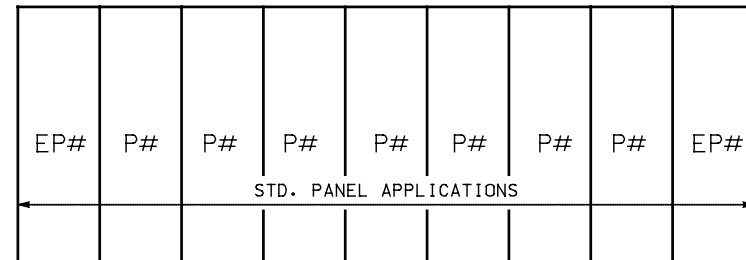 EP# P# P# P# P# P# P# P# EP#
STD. PANEL APPLICATIONS